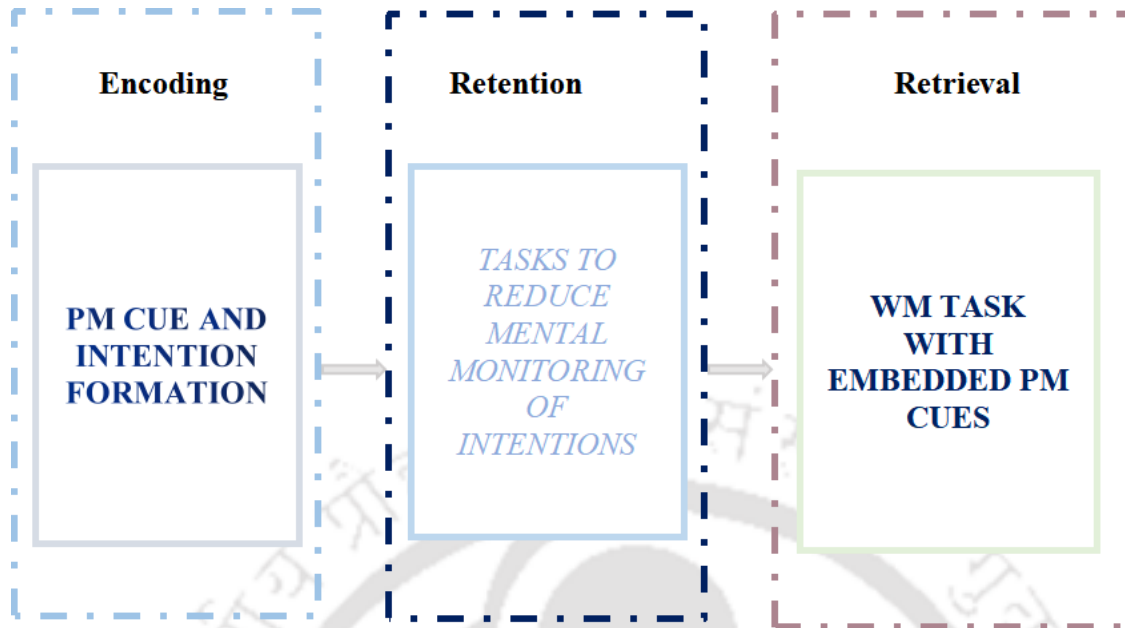 Encoding
PM CUE AND
INTENTION
FORMATION
Retention
TASKS TO
REDUCE
MENTAL
MONITORING
OF
INTENTIONS
Retrieval
WM TASK
WITH
EMBEDDED PM
CUES